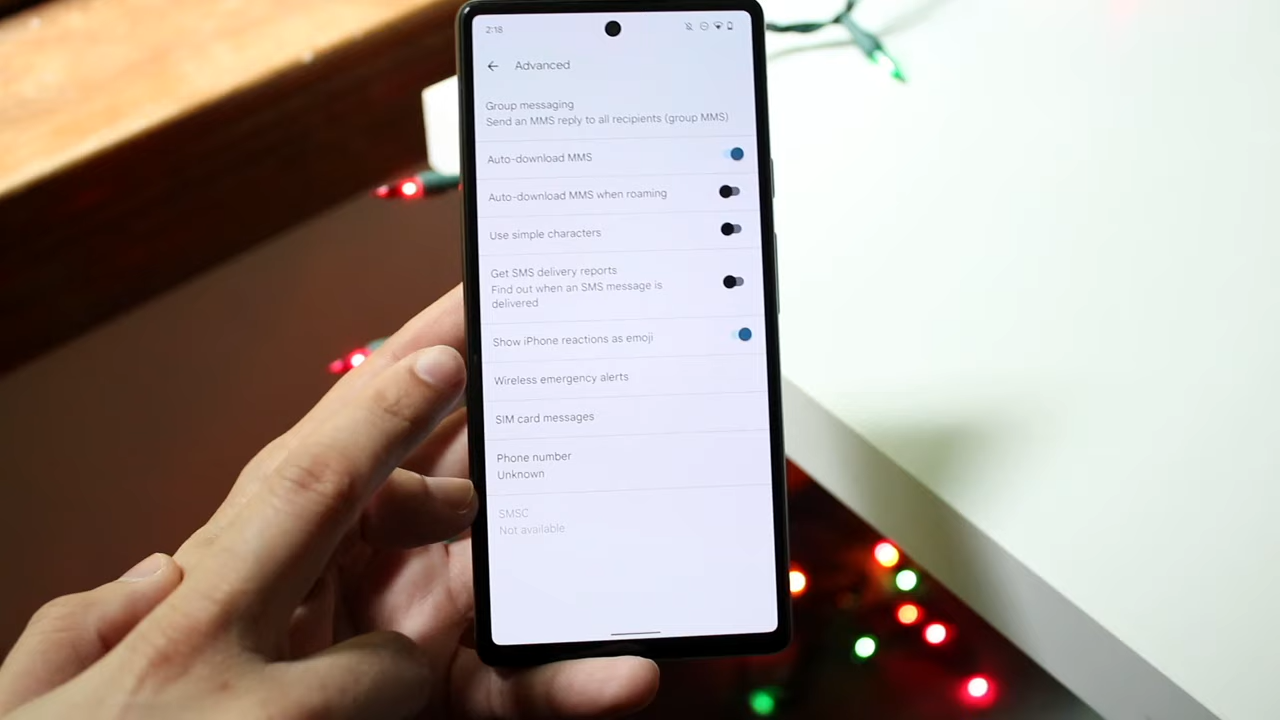 2:18
Advanced
Group messaging
Send an MMS reply to all recipients (group MMS)
Auto-download MMS
Auto-download MMS when roaming
Use simple characters
Get SMS delivery reports
Find out when an SMS message is
delivered
Show iPhone reactions as emoji
Wireless emergency alerts
SIM card messages
Phone number
Unknown
SMSC
Not available